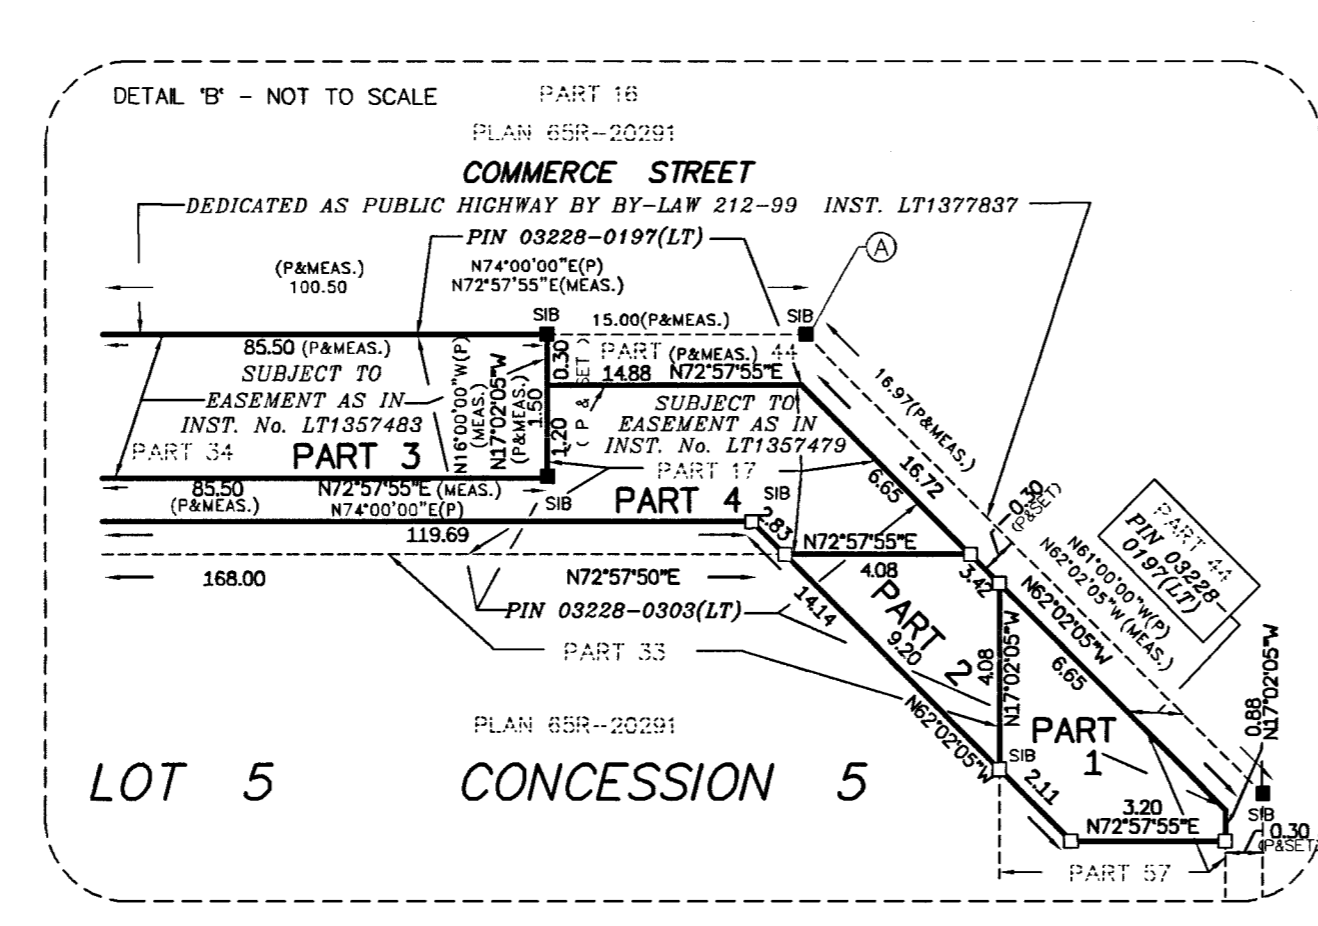 DETAIL 'B' - NOT TO SCALE
PART 16
PLAN 65R-20291
COMMERCE STREET
DEDICATED AS PUBLIC HIGHWAY BY BY-LAW 212-99 INST. LT1377837
PIN 03228-0197(LT)
A
(P&MEAS.)
100.50
N74°00'00"E(P)
N72°57'55"E(MEAS.)
SIB
15.00(P&MEAS.)
SIB
85.50 (P&MEAS.)
SUBJECT TO
EASEMENT AS IN
INST. No. LT1357483
PART 34
PART 3
N16°00'00"W(P)
(MEAS.)
N17°02'05"W
(P&MEAS.)
1.50
0.30
1.20
(P & SET)
PART 44
(P&MEAS.)
14.88 N72°57'55"E
SUBJECT TO
EASEMENT AS IN
INST. No. LT1357479
PART 17
16.97(P&MEAS.)
16.72
6.65
85.50
(P&MEAS.)
N72°57'55"E (MEAS.)
N74°00'00"E(P)
SIB
PART 4
SIB
2.83
0.30
(P&SET)
119.69
N72°57'55"E
4.08
3.42
168.00
N72°57'50"E
PIN 03228-0303(LT)
14.14
PART 2
9.20
N62°02'05"W
PART 33
4.08
N17°02'05"W
N62°02'05"W
6.65
N61°00'00"W(P)
N62°02'05"W(MEAS.)
PART 44
PIN 03228-
0197(LT)
0.88
N17°02'05"W
PLAN 65R-20291
LOT 5 CONCESSION 5
PART
1
SIB
2.11
3.20
N72°57'55"E
SIB
0.30
(P&SET)
PART 57